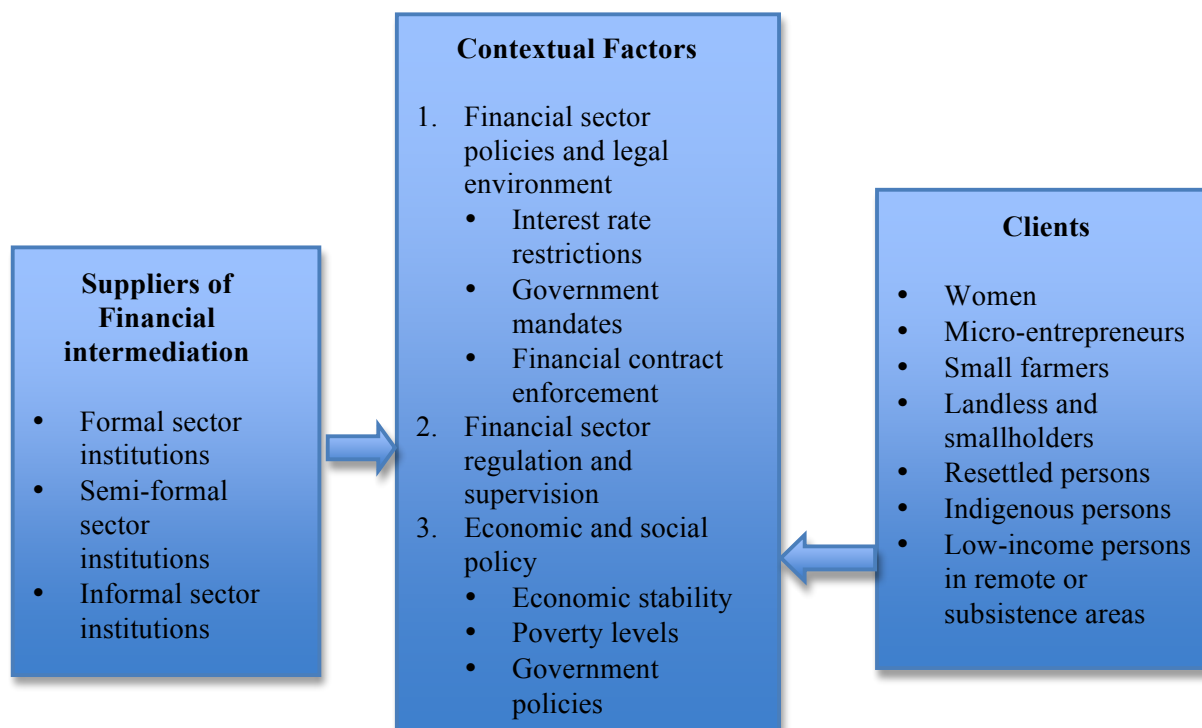 Suppliers of
Financial
intermediation
• Formal sector
institutions
• Semi-formal
sector
institutions
• Informal sector
institutions
Contextual Factors
1. Financial sector
policies and legal
environment
• Interest rate
restrictions
• Government
mandates
• Financial contract
enforcement
2. Financial sector
regulation and
supervision
3. Economic and social
policy
• Economic stability
• Poverty levels
• Government
policies
Clients
• Women
• Micro-entrepreneurs
• Small farmers
• Landless and
smallholders
• Resettled persons
• Indigenous persons
• Low-income persons
in remote or
subsistence areas